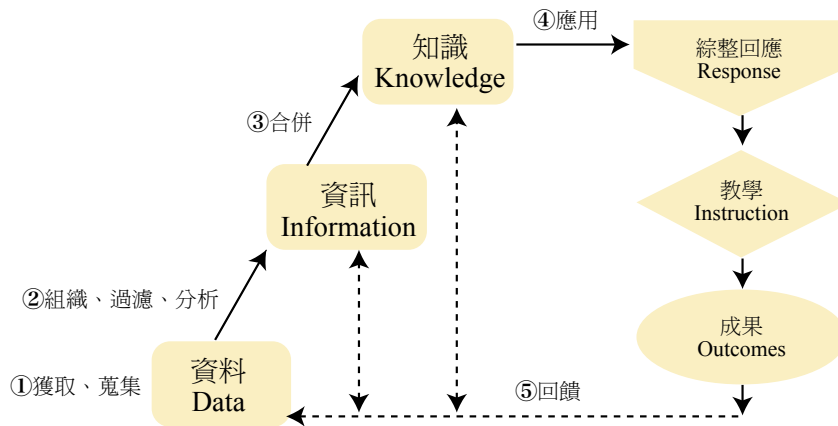 ①獲取、蒐集
資料
Data
②組織、過濾、分析
資訊
Information
③合併
知識
Knowledge
④應用
綜整回應
Response
教學
Instruction
成果
Outcomes
⑤回饋